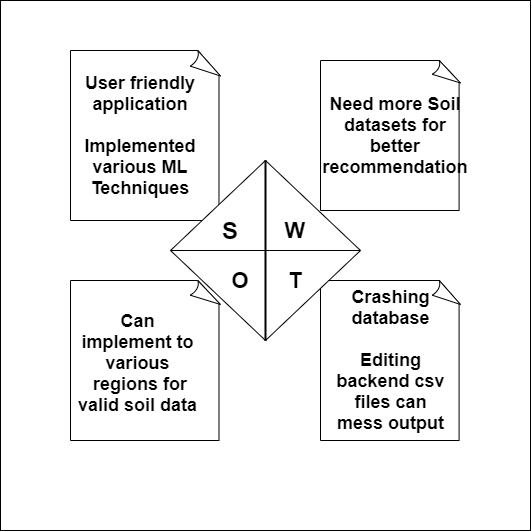 User friendly
application
Implemented
various ML
Techniques
Need more Soil
datasets for
better
recommendation
S
W
O
T
Can
implement to
various
regions for
valid soil data
Crashing
database
Editing
backend csv
files can
mess output